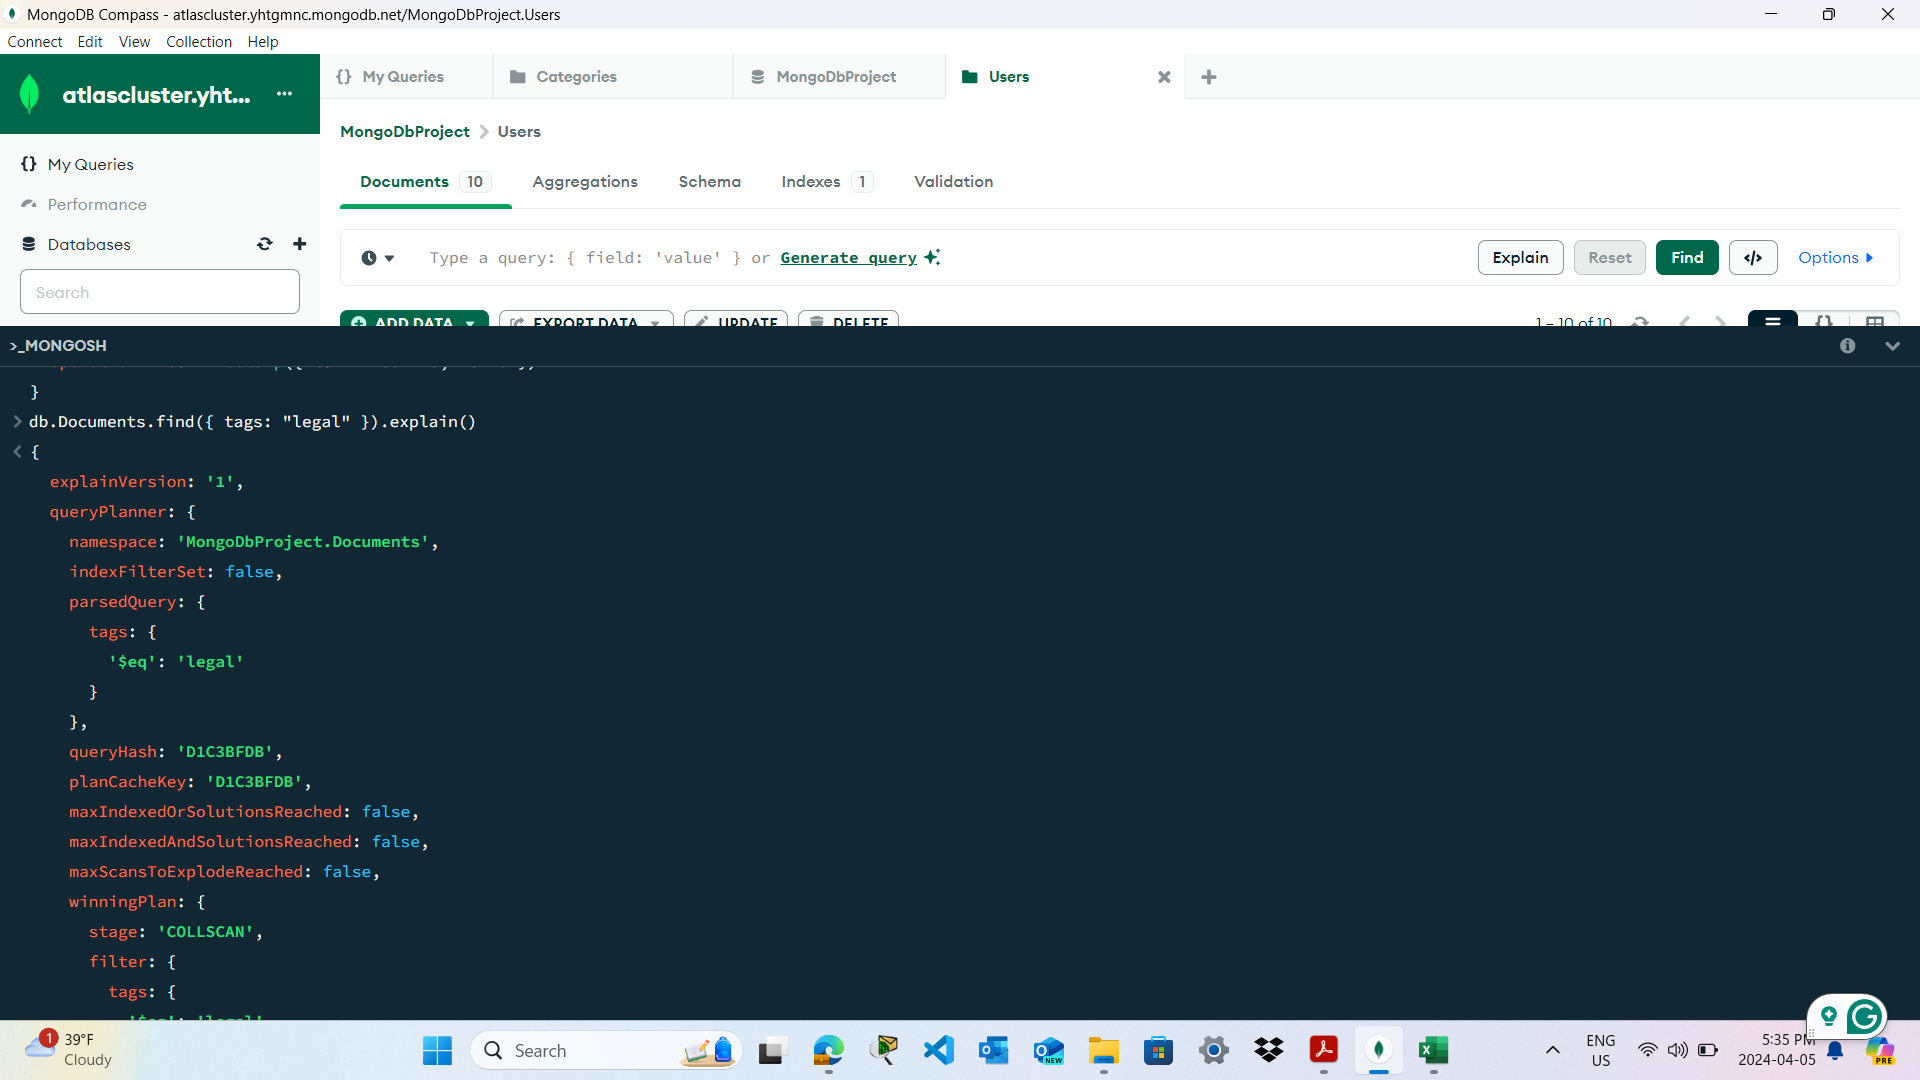 MongoDB Compass - atlascluster.yhtgmnc.mongodb.net/MongoDbProject.Users
Connect Edit View Collection Help
atlascluster.yht... ...
{} My Queries
Categories
MongoDbProject
Users
MongoDbProject > Users
{} My Queries
Performance
Databases
Search
Documents 10
Aggregations
Schema
Indexes 1
Validation
Type a query: { field: 'value' } or Generate query
Explain
Reset
Find
</>
Options
ADD DATA
EXPORT DATA
UPDATE
DELETE
1 – 10 of 10
{}
>_MONGOSH
}
> db.Documents.find({ tags: "legal" }).explain()
< {
explainVersion: '1',
queryPlanner: {
namespace: 'MongoDbProject.Documents',
indexFilterSet: false,
parsedQuery: {
tags: {
'$eq': 'legal'
}
},
queryHash: 'D1C3BFDB',
planCacheKey: 'D1C3BFDB',
maxIndexedOrSolutionsReached: false,
maxIndexedAndSolutionsReached: false,
maxScansToExplodeReached: false,
winningPlan: {
stage: 'COLLSCAN',
filter: {
tags: {
'$eq': 'legal'
1
39°F
Cloudy
Search
NEW
ENG
US
5:35 PM
2024-04-05
PRE